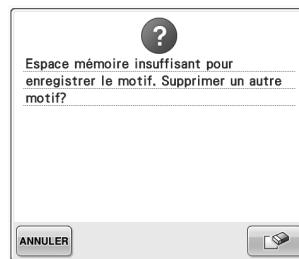 ?
Espace mémoire insuffisant pour
enregistrer le motif. Supprimer un autre
motif?
ANNULER